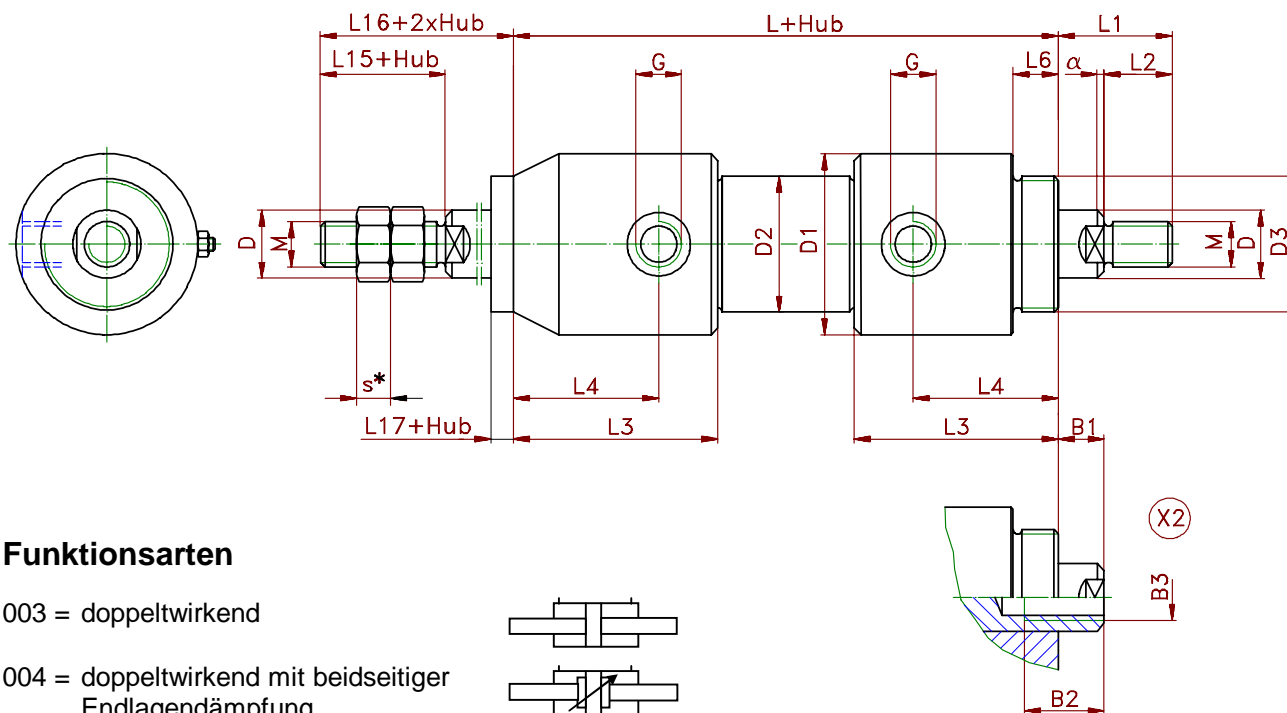 L16+2xHub
L+Hub
L1
L15+Hub
G
G
L6
α
L2
D
M
D2
D1
M
D
D3
s*
L4
L4
L17+Hub
L3
L3
B1
X2
B3
B2
Funktionsarten
003 = doppeltwirkend
004 = doppeltwirkend mit beidseitiger
Endlagendämpfung